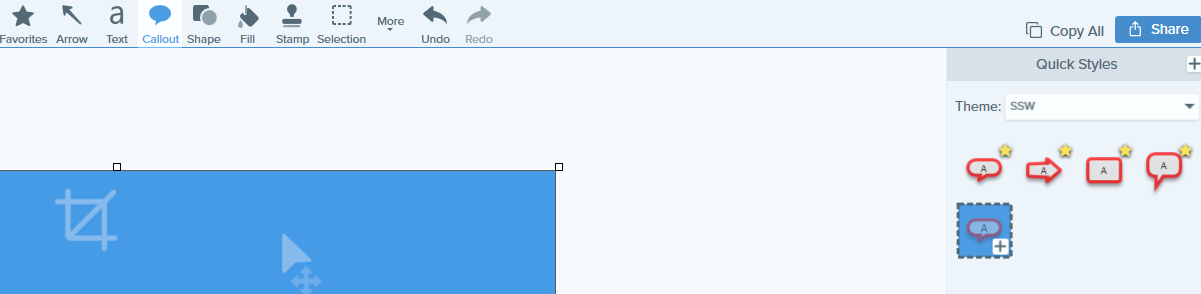 Favorites Arrow a Text Callout Shape Fill Stamp Selection More Undo Redo Copy All Share
Quick Styles
Theme: SSW
A A A A
A